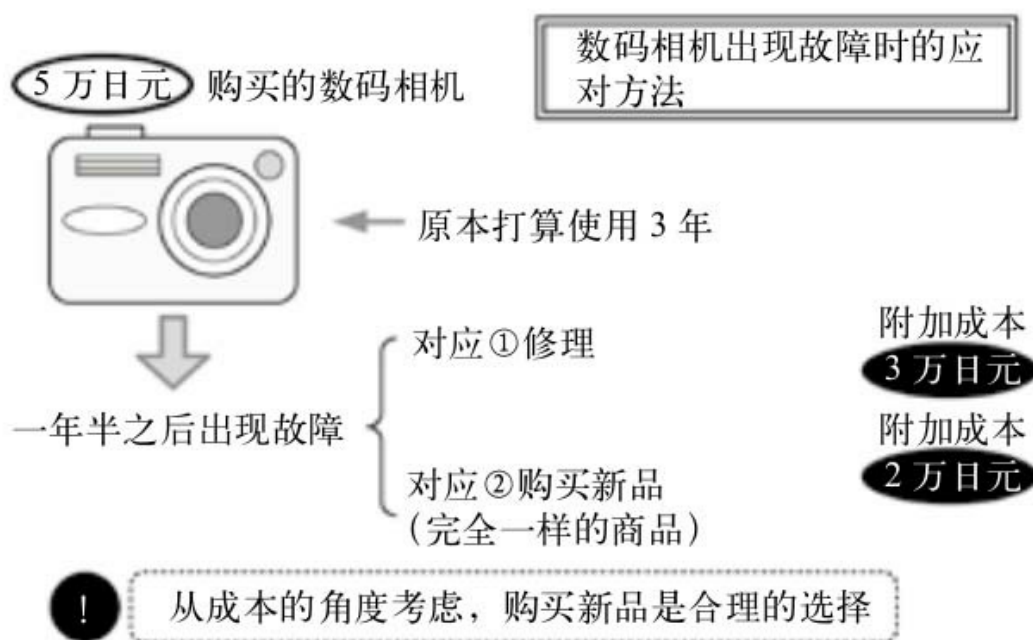 数码相机出现故障时的应
对方法
5 万日元 购买的数码相机
原本打算使用 3 年
一年半之后出现故障
对应①修理
附加成本
3 万日元
对应②购买新品
（完全一样的商品）
附加成本
2 万日元
! 从成本的角度考虑，购买新品是合理的选择